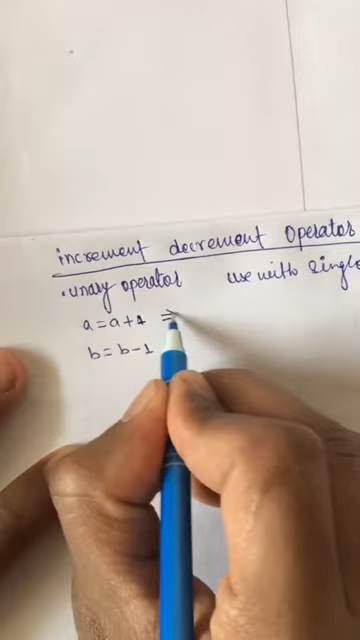 increment decrement Operator
. unary operator use with single
a = a + 1 ⇒
b = b - 1